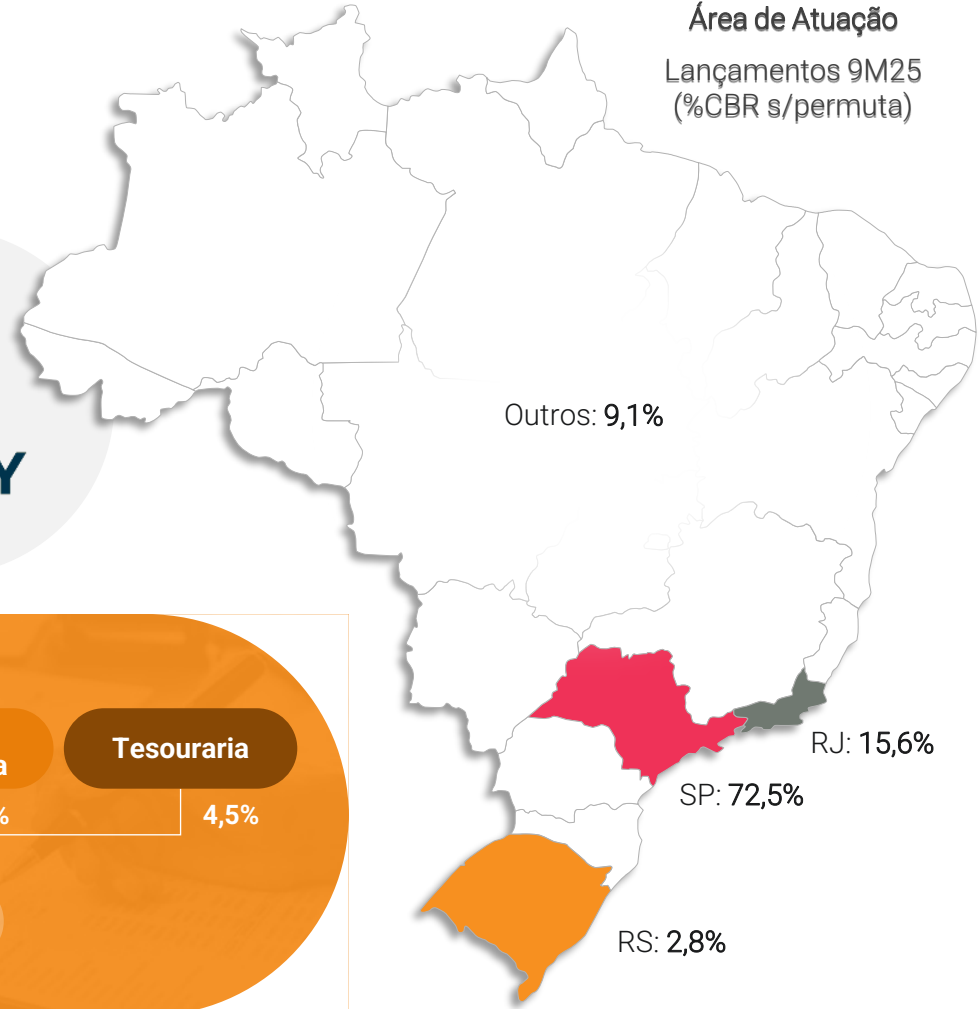 Área de Atuação
Lançamentos 9M25
(%CBR s/permuta)
Outros: 9,1%
Y
RJ: 15,6%
Tesouraria
a
SP: 72,5%
%
4,5%
RS: 2,8%